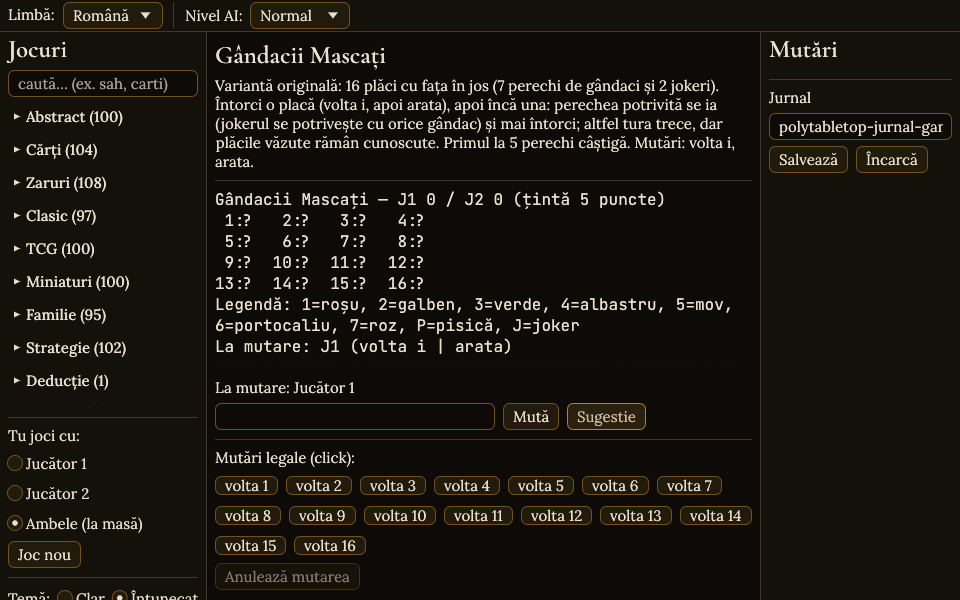 Limbă: Română ▼ Nivel AI: Normal ▼
Jocuri
caută... (ex. sah, carti)
▸ Abstract (100)
▸ Cărți (104)
▸ Zaruri (108)
▸ Clasic (97)
▸ TCG (100)
▸ Miniaturi (100)
▸ Familie (95)
▸ Strategie (102)
▸ Deducție (1)
Tu joci cu:
Jucător 1
Jucător 2
Ambele (la masă)
Joc nou
Temă: Clar Întunecat
Gândacii Mascați
Variantă originală: 16 plăci cu fața în jos (7 perechi de gândaci și 2 jokeri).
Întorci o placă (volta i, apoi arata), apoi încă una: perechea potrivită se ia
(jokerul se potrivește cu orice gândac) și mai întorci; altfel tura trece, dar
plăcile văzute rămân cunoscute. Primul la 5 perechi câștigă. Mutări: volta i,
arata.
Gândacii Mascați — J1 0 / J2 0 (țintă 5 puncte)
1:? 2:? 3:? 4:?
5:? 6:? 7:? 8:?
9:? 10:? 11:? 12:?
13:? 14:? 15:? 16:?
Legendă: 1=roșu, 2=galben, 3=verde, 4=albastru, 5=mov,
6=portocaliu, 7=roz, P=pisică, J=joker
La mutare: J1 (volta i | arata)
La mutare: Jucător 1
Mută Sugestie
Mutări legale (click):
volta 1 volta 2 volta 3 volta 4 volta 5 volta 6 volta 7
volta 8 volta 9 volta 10 volta 11 volta 12 volta 13 volta 14
volta 15 volta 16
Anulează mutarea
Mutări
Jurnal
polytabletop-jurnal-gar
Salvează Încarcă